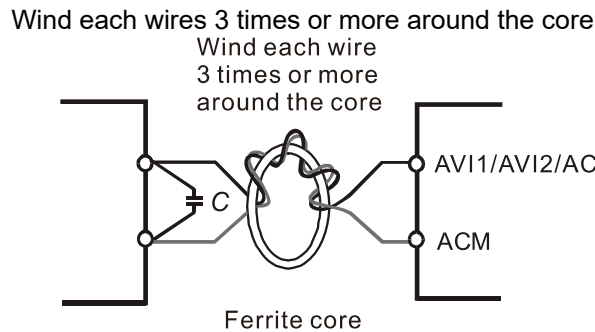 Wind each wires 3 times or more around the core
Wind each wire
3 times or more
around the core
AVI1/AVI2/AC
C
ACM
Ferrite core